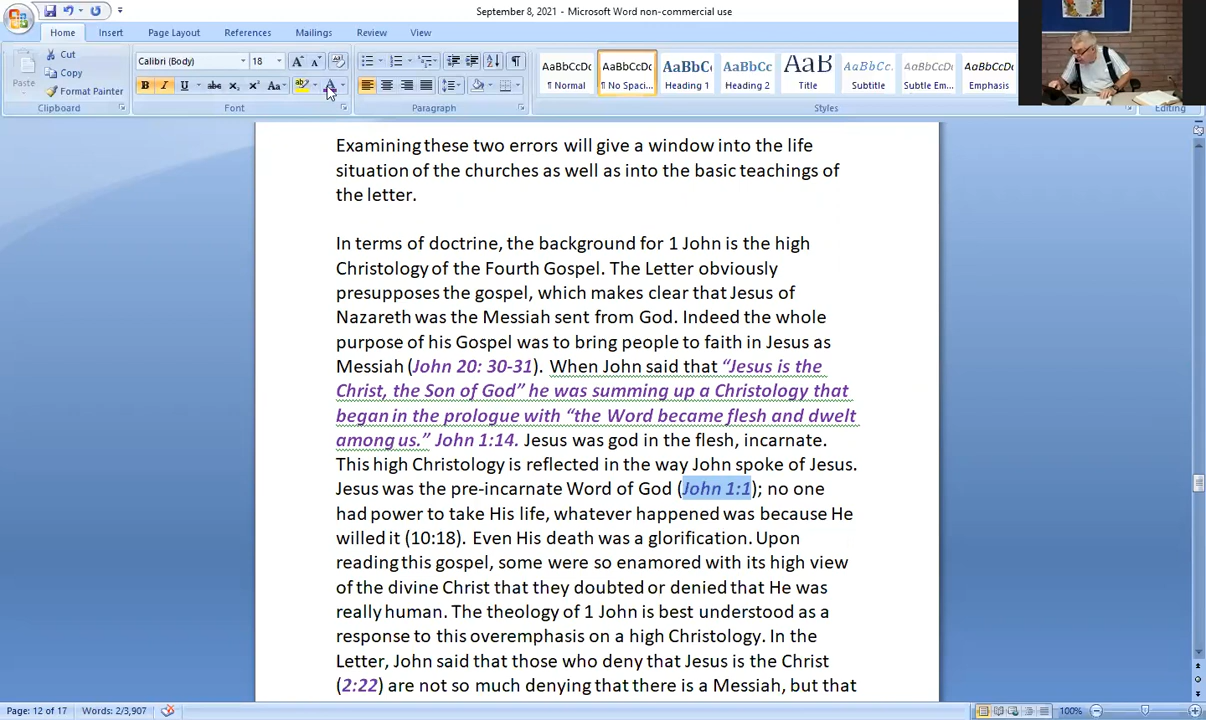 September 8, 2021 - Microsoft Word non-commercial use
Home Insert Page Layout References Mailings Review View
Paste
Cut
Copy
Format Painter
Clipboard
Calibri (Body) 18
B I U abc x₂ x² Aa
Font
Paragraph
AaBbCcDc AaBbCcDc AaBbC AaBbCc AaB AaBbCcL AaBbCcDa AaBbCcDa
¶ Normal ¶ No Spaci... Heading 1 Heading 2 Title Subtitle Subtle Em... Emphasis
Styles
Editing
Examining these two errors will give a window into the life
situation of the churches as well as into the basic teachings of
the letter.
In terms of doctrine, the background for 1 John is the high
Christology of the Fourth Gospel. The Letter obviously
presupposes the gospel, which makes clear that Jesus of
Nazareth was the Messiah sent from God. Indeed the whole
purpose of his Gospel was to bring people to faith in Jesus as
Messiah (John 20: 30-31). When John said that “Jesus is the
Christ, the Son of God” he was summing up a Christology that
began in the prologue with “the Word became flesh and dwelt
among us.” John 1:14. Jesus was god in the flesh, incarnate.
This high Christology is reflected in the way John spoke of Jesus.
Jesus was the pre-incarnate Word of God (John 1:1); no one
had power to take His life, whatever happened was because He
willed it (10:18). Even His death was a glorification. Upon
reading this gospel, some were so enamored with its high view
of the divine Christ that they doubted or denied that He was
really human. The theology of 1 John is best understood as a
response to this overemphasis on a high Christology. In the
Letter, John said that those who deny that Jesus is the Christ
(2:22) are not so much denying that there is a Messiah, but that
Page: 12 of 17 Words: 2/3,907 100%